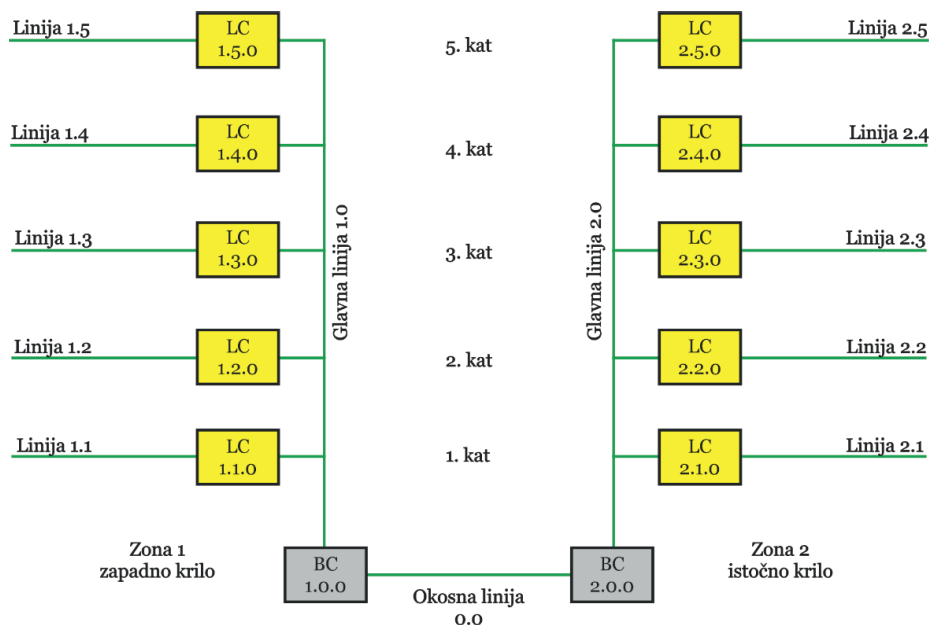 Linija 1.5
LC
1.5.0
5. kat
LC
2.5.0
Linija 2.5
Linija 1.4
LC
1.4.0
4. kat
LC
2.4.0
Linija 2.4
Linija 1.3
LC
1.3.0
Glavna linija 1.0
3. kat
Glavna linija 2.0
LC
2.3.0
Linija 2.3
Linija 1.2
LC
1.2.0
2. kat
LC
2.2.0
Linija 2.2
Linija 1.1
LC
1.1.0
1. kat
LC
2.1.0
Linija 2.1
Zona 1
zapadno krilo
BC
1.0.0
Okosna linija
0.0
BC
2.0.0
Zona 2
istočno krilo